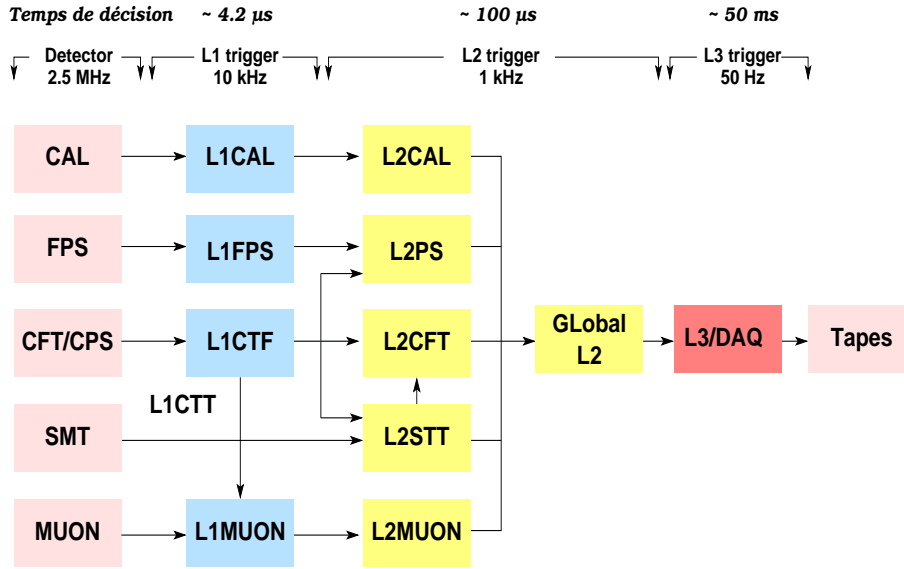 Temps de décision ~ 4.2 µs ~ 100 µs ~ 50 ms
Detector L1 trigger L2 trigger L3 trigger
2.5 MHz 10 kHz 1 kHz 50 Hz
CAL L1CAL L2CAL
FPS L1FPS L2PS
CFT/CPS L1CTF L2CFT GLobal L3/DAQ Tapes
L2
L1CTT
SMT L2STT
MUON L1MUON L2MUON